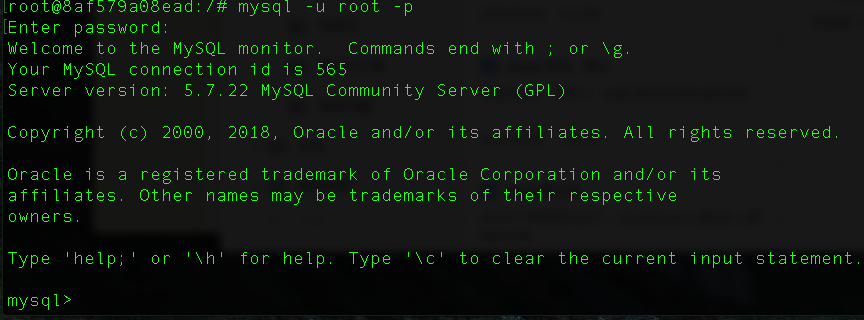 [root@8af579a08ead:/# mysql -u root -p
[Enter password:
Welcome to the MySQL monitor.  Commands end with ; or \g.
Your MySQL connection id is 565
Server version: 5.7.22 MySQL Community Server (GPL)
Copyright (c) 2000, 2018, Oracle and/or its affiliates. All rights reserved.
Oracle is a registered trademark of Oracle Corporation and/or its
affiliates. Other names may be trademarks of their respective
owners.
Type 'help;' or '\h' for help. Type '\c' to clear the current input statement.
mysql>